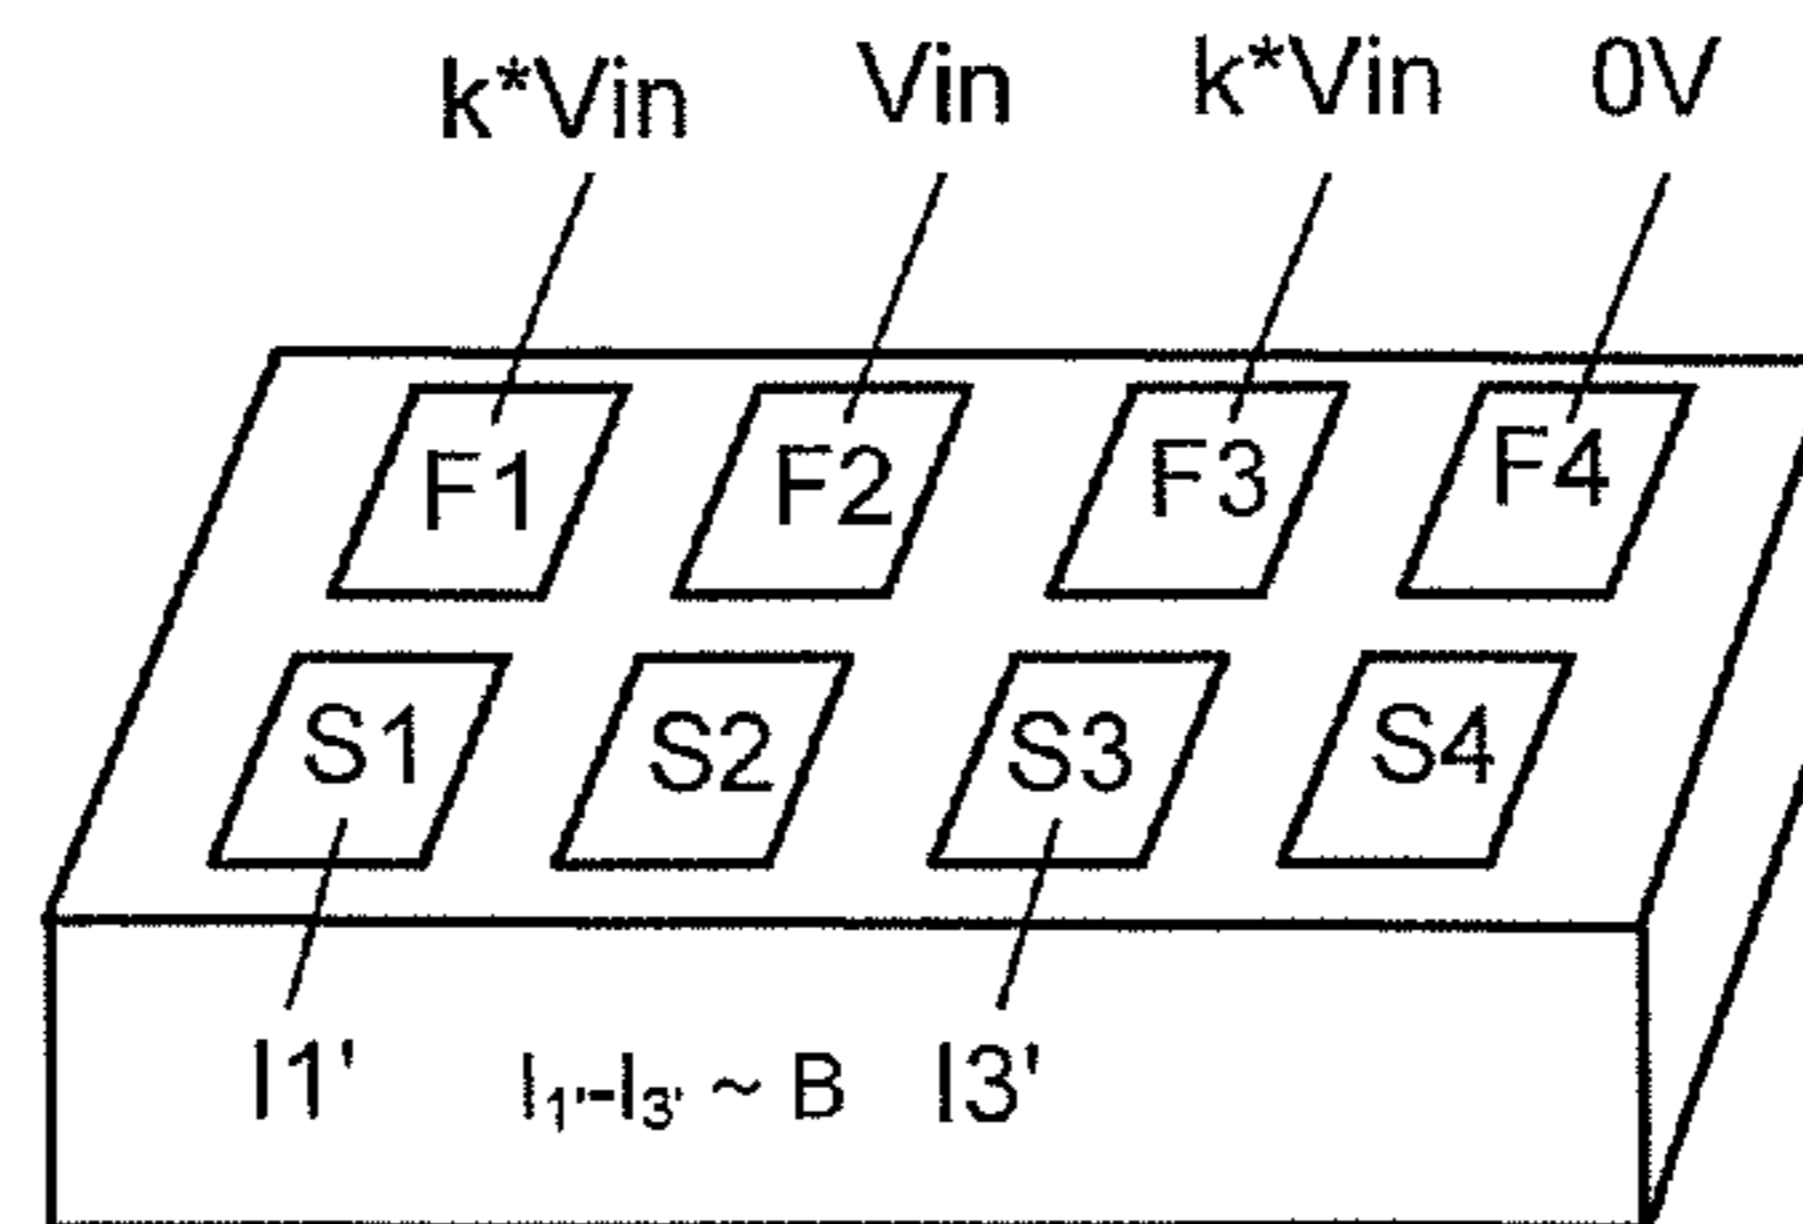 k*Vin Vin k*Vin 0V
F1 F2 F3 F4
S1 S2 S3 S4
I1' I1'-I3' ~ B I3'